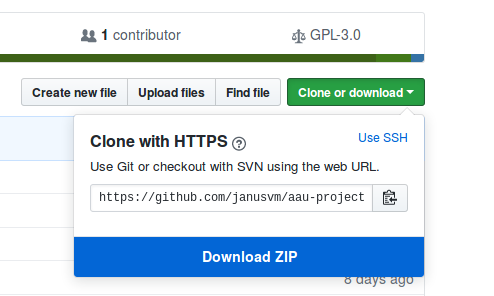 1 contributor GPL-3.0
Create new file Upload files Find file Clone or download
Clone with HTTPS ? Use SSH
Use Git or checkout with SVN using the web URL.
https://github.com/janusvm/aau-project
Download ZIP
8 days ago